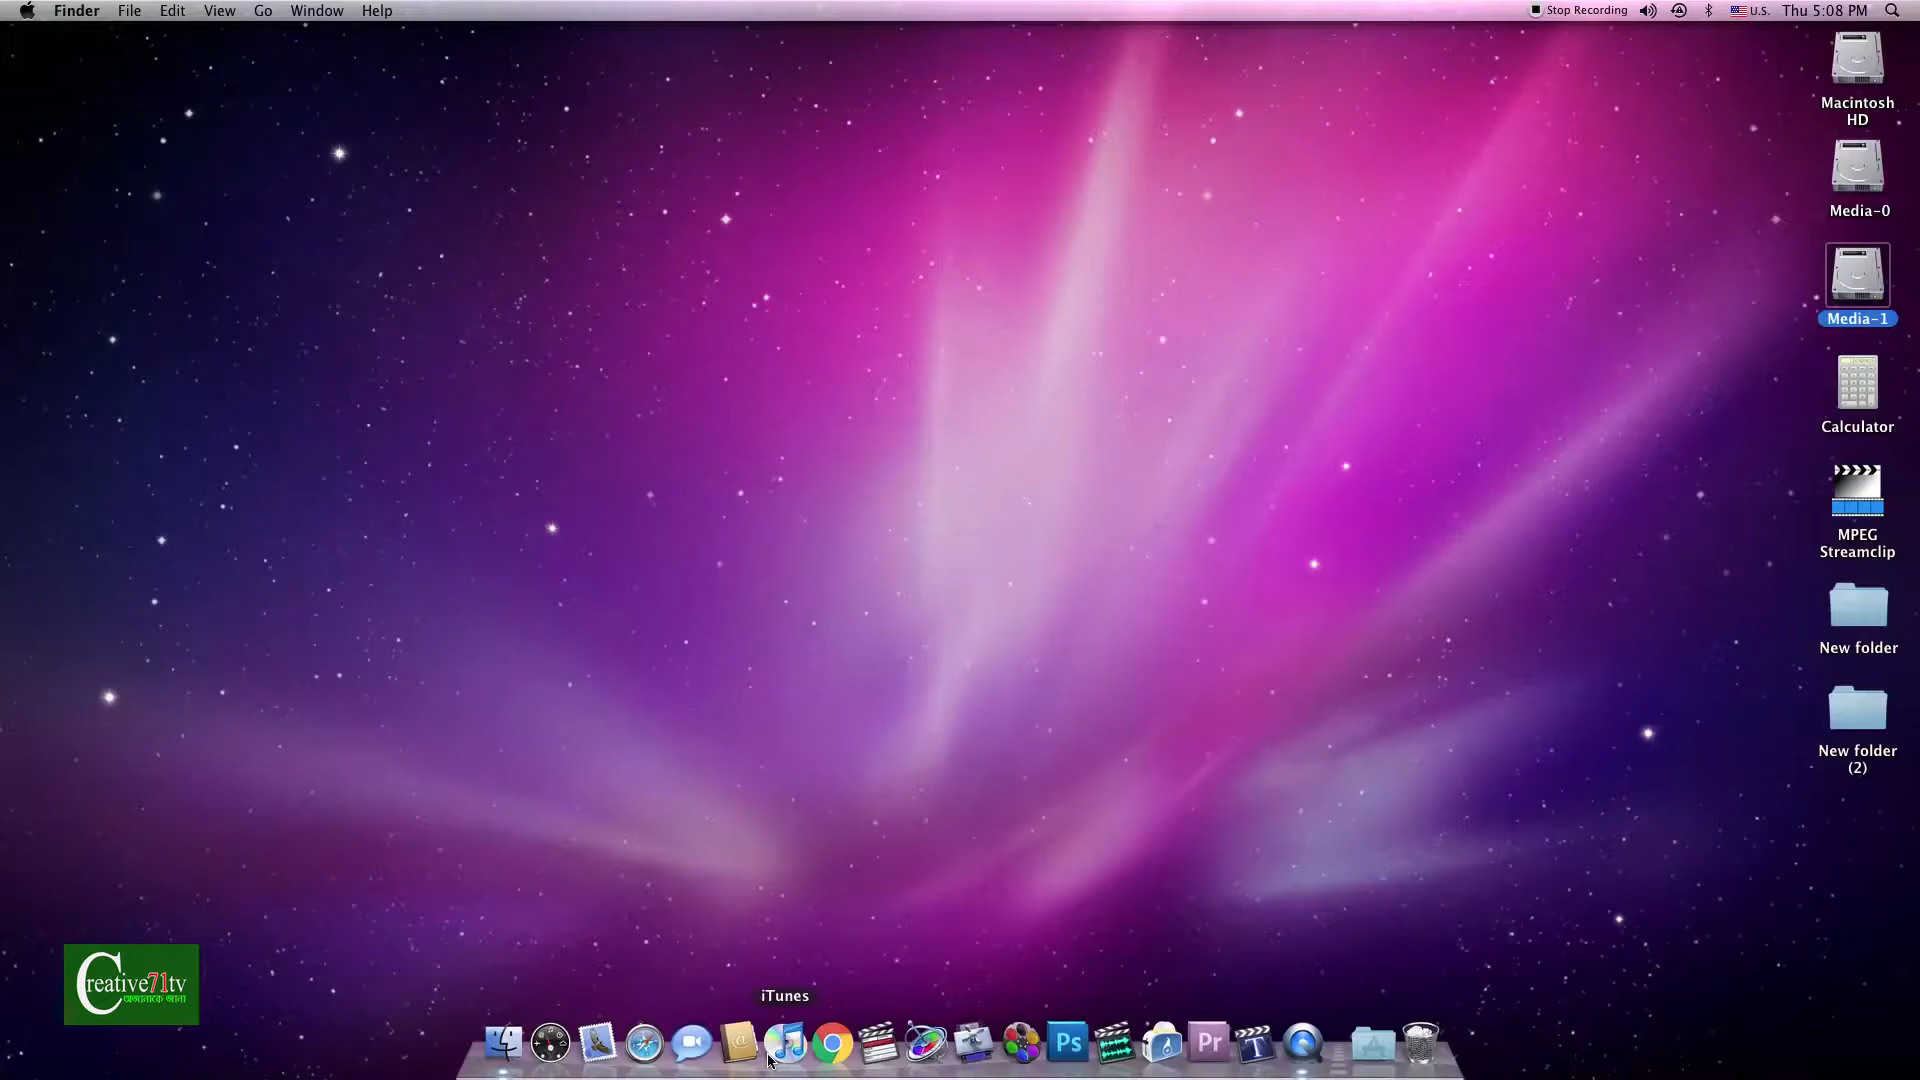 Finder File Edit View Go Window Help
Stop Recording U.S. Thu 5:08 PM
Macintosh
HD
Media-0
Media-1
Calculator
MPEG
Streamclip
New folder
New folder
(2)
Creative71tv
অজানাকে জানা
iTunes
@ Ps Pr T